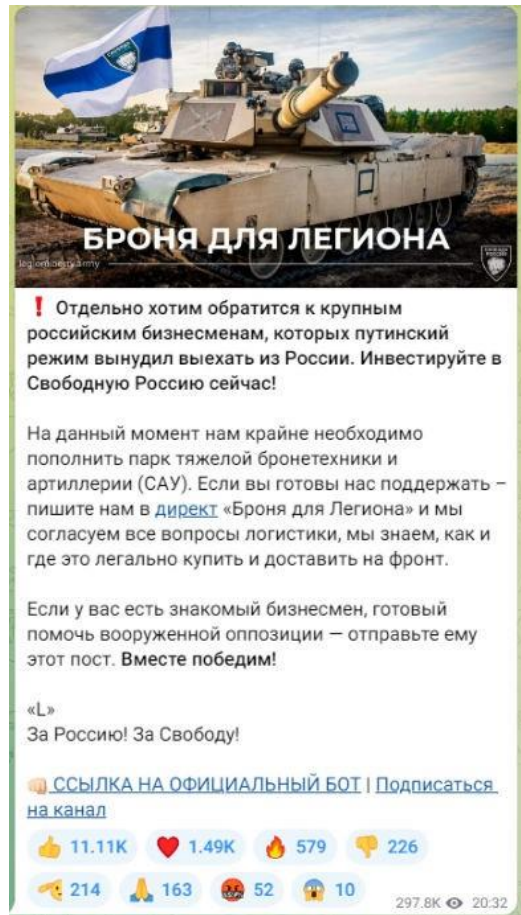 БРОНЯ ДЛЯ ЛЕГИОНА
❗ Отдельно хотим обратится к крупным
российским бизнесменам, которых путинский
режим вынудил выехать из России. Инвестируйте в
Свободную Россию сейчас!
На данный момент нам крайне необходимо
пополнить парк тяжелой бронетехники и
артиллерии (САУ). Если вы готовы нас поддержать –
пишите нам в директ «Броня для Легиона» и мы
согласуем все вопросы логистики, мы знаем, как и
где это легально купить и доставить на фронт.
Если у вас есть знакомый бизнесмен, готовый
помочь вооруженной оппозиции — отправьте ему
этот пост. Вместе победим!
«L»
За Россию! За Свободу!
👊🏻 ССЫЛКА НА ОФИЦИАЛЬНЫЙ БОТ | Подписаться
на канал
👍 11.11K ❤ 1.49K 🔥 579 👎 226
🫡 214 🙏 163 🤬 52 😱 10
297.8K 20:32